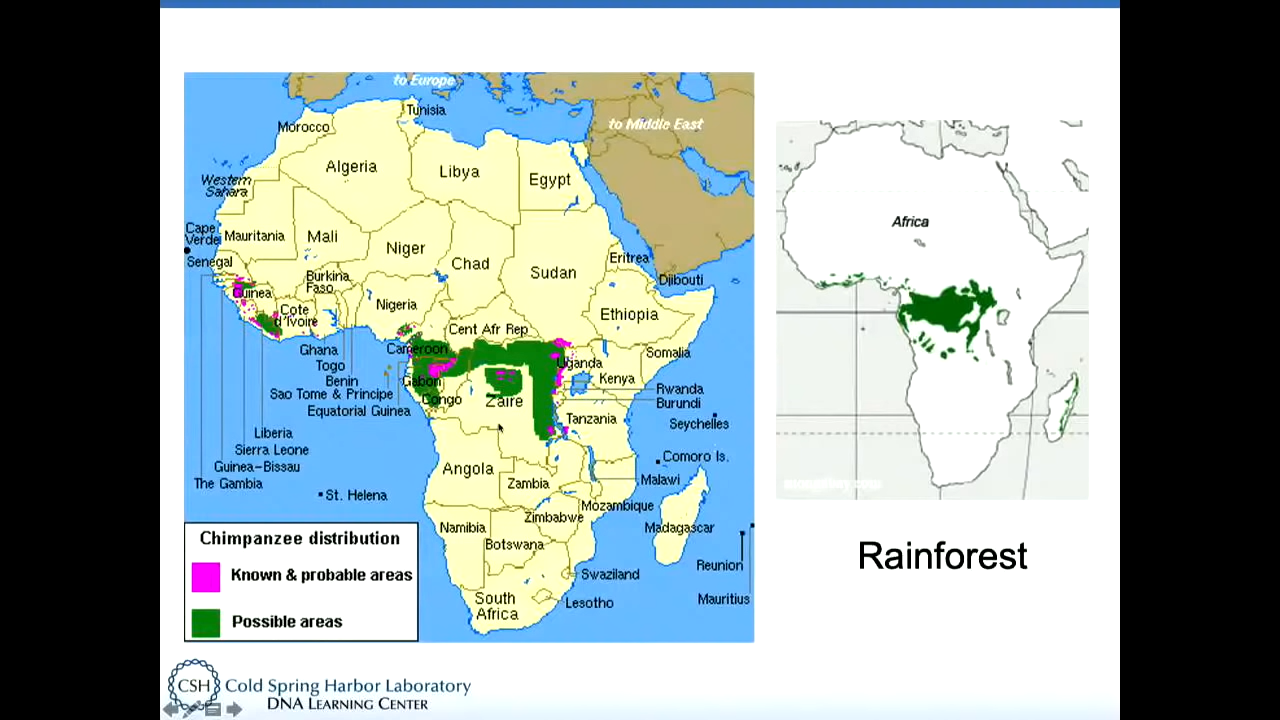 to Europe
Tunisia
to Middle East
Morocco
Algeria
Libya
Egypt
Western
Sahara
Cape
Verde
Mauritania
Mali
Niger
Chad
Sudan
Eritrea
Senegal
Djibouti
Guinea
Burkina
Faso
Nigeria
Cote
d'Ivoire
Ethiopia
Cent Afr Rep
Ghana
Cameroon
Somalia
Togo
Uganda
Benin
Gabon
Kenya
Sao Tome & Principe
Rwanda
Equatorial Guinea
Congo
Zaire
Burundi
Tanzania
Seychelles
Liberia
Sierra Leone
Guinea-Bissau
The Gambia
Angola
Comoro Is.
Zambia
Malawi
St. Helena
Mozambique
Zimbabwe
Namibia
Madagascar
Botswana
Reunion
Swaziland
Mauritius
South
Africa
Lesotho
Chimpanzee distribution
Known & probable areas
Possible areas
Africa
Rainforest
CSH
Cold Spring Harbor Laboratory
DNA LEARNING CENTER